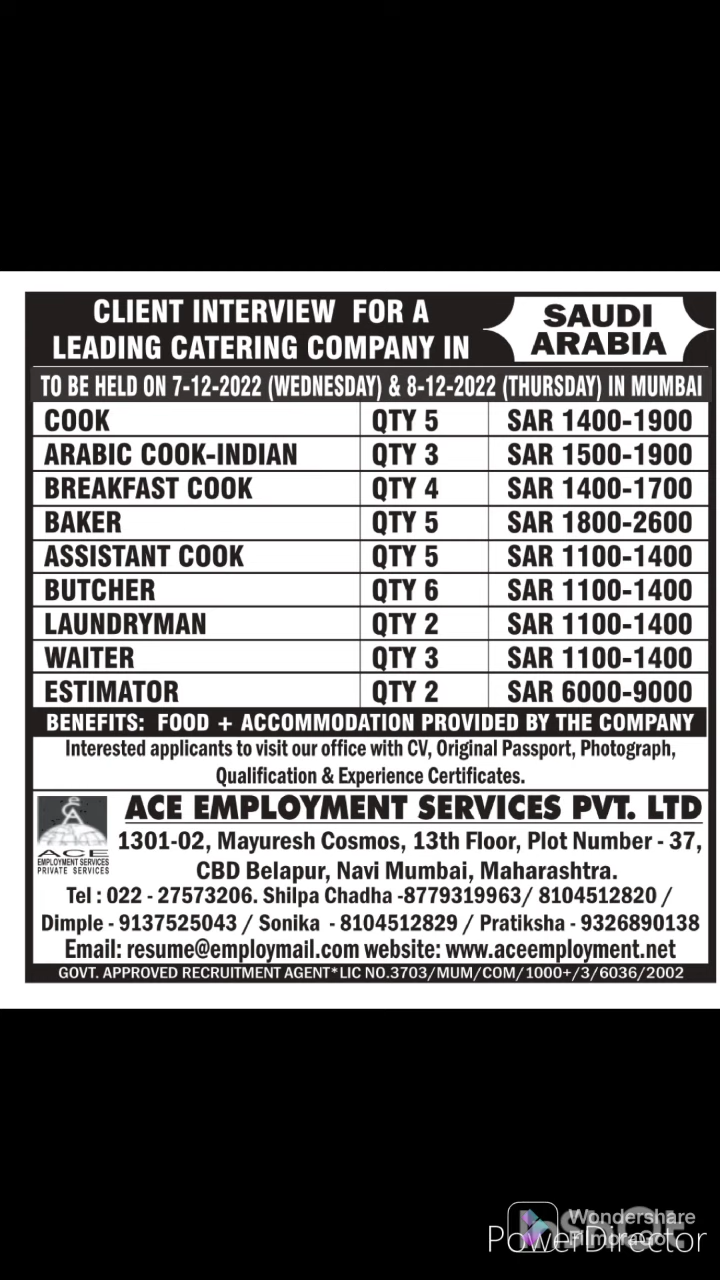 CLIENT INTERVIEW FOR A
LEADING CATERING COMPANY IN
SAUDI
ARABIA
TO BE HELD ON 7-12-2022 (WEDNESDAY) & 8-12-2022 (THURSDAY) IN MUMBAI
COOK QTY 5 SAR 1400-1900
ARABIC COOK-INDIAN QTY 3 SAR 1500-1900
BREAKFAST COOK QTY 4 SAR 1400-1700
BAKER QTY 5 SAR 1800-2600
ASSISTANT COOK QTY 5 SAR 1100-1400
BUTCHER QTY 6 SAR 1100-1400
LAUNDRYMAN QTY 2 SAR 1100-1400
WAITER QTY 3 SAR 1100-1400
ESTIMATOR QTY 2 SAR 6000-9000
BENEFITS: FOOD + ACCOMMODATION PROVIDED BY THE COMPANY
Interested applicants to visit our office with CV, Original Passport, Photograph,
Qualification & Experience Certificates.
ACE
EMPLOYMENT SERVICES
PRIVATE SERVICES
ACE EMPLOYMENT SERVICES PVT. LTD
1301-02, Mayuresh Cosmos, 13th Floor, Plot Number - 37,
CBD Belapur, Navi Mumbai, Maharashtra.
Tel : 022 - 27573206. Shilpa Chadha -8779319963/ 8104512820 /
Dimple - 9137525043 / Sonika - 8104512829 / Pratiksha - 9326890138
Email: resume@employmail.com website: www.aceemployment.net
GOVT. APPROVED RECRUITMENT AGENT*LIC NO.3703/MUM/COM/1000+/3/6036/2002
Wondershare
PowerDirector